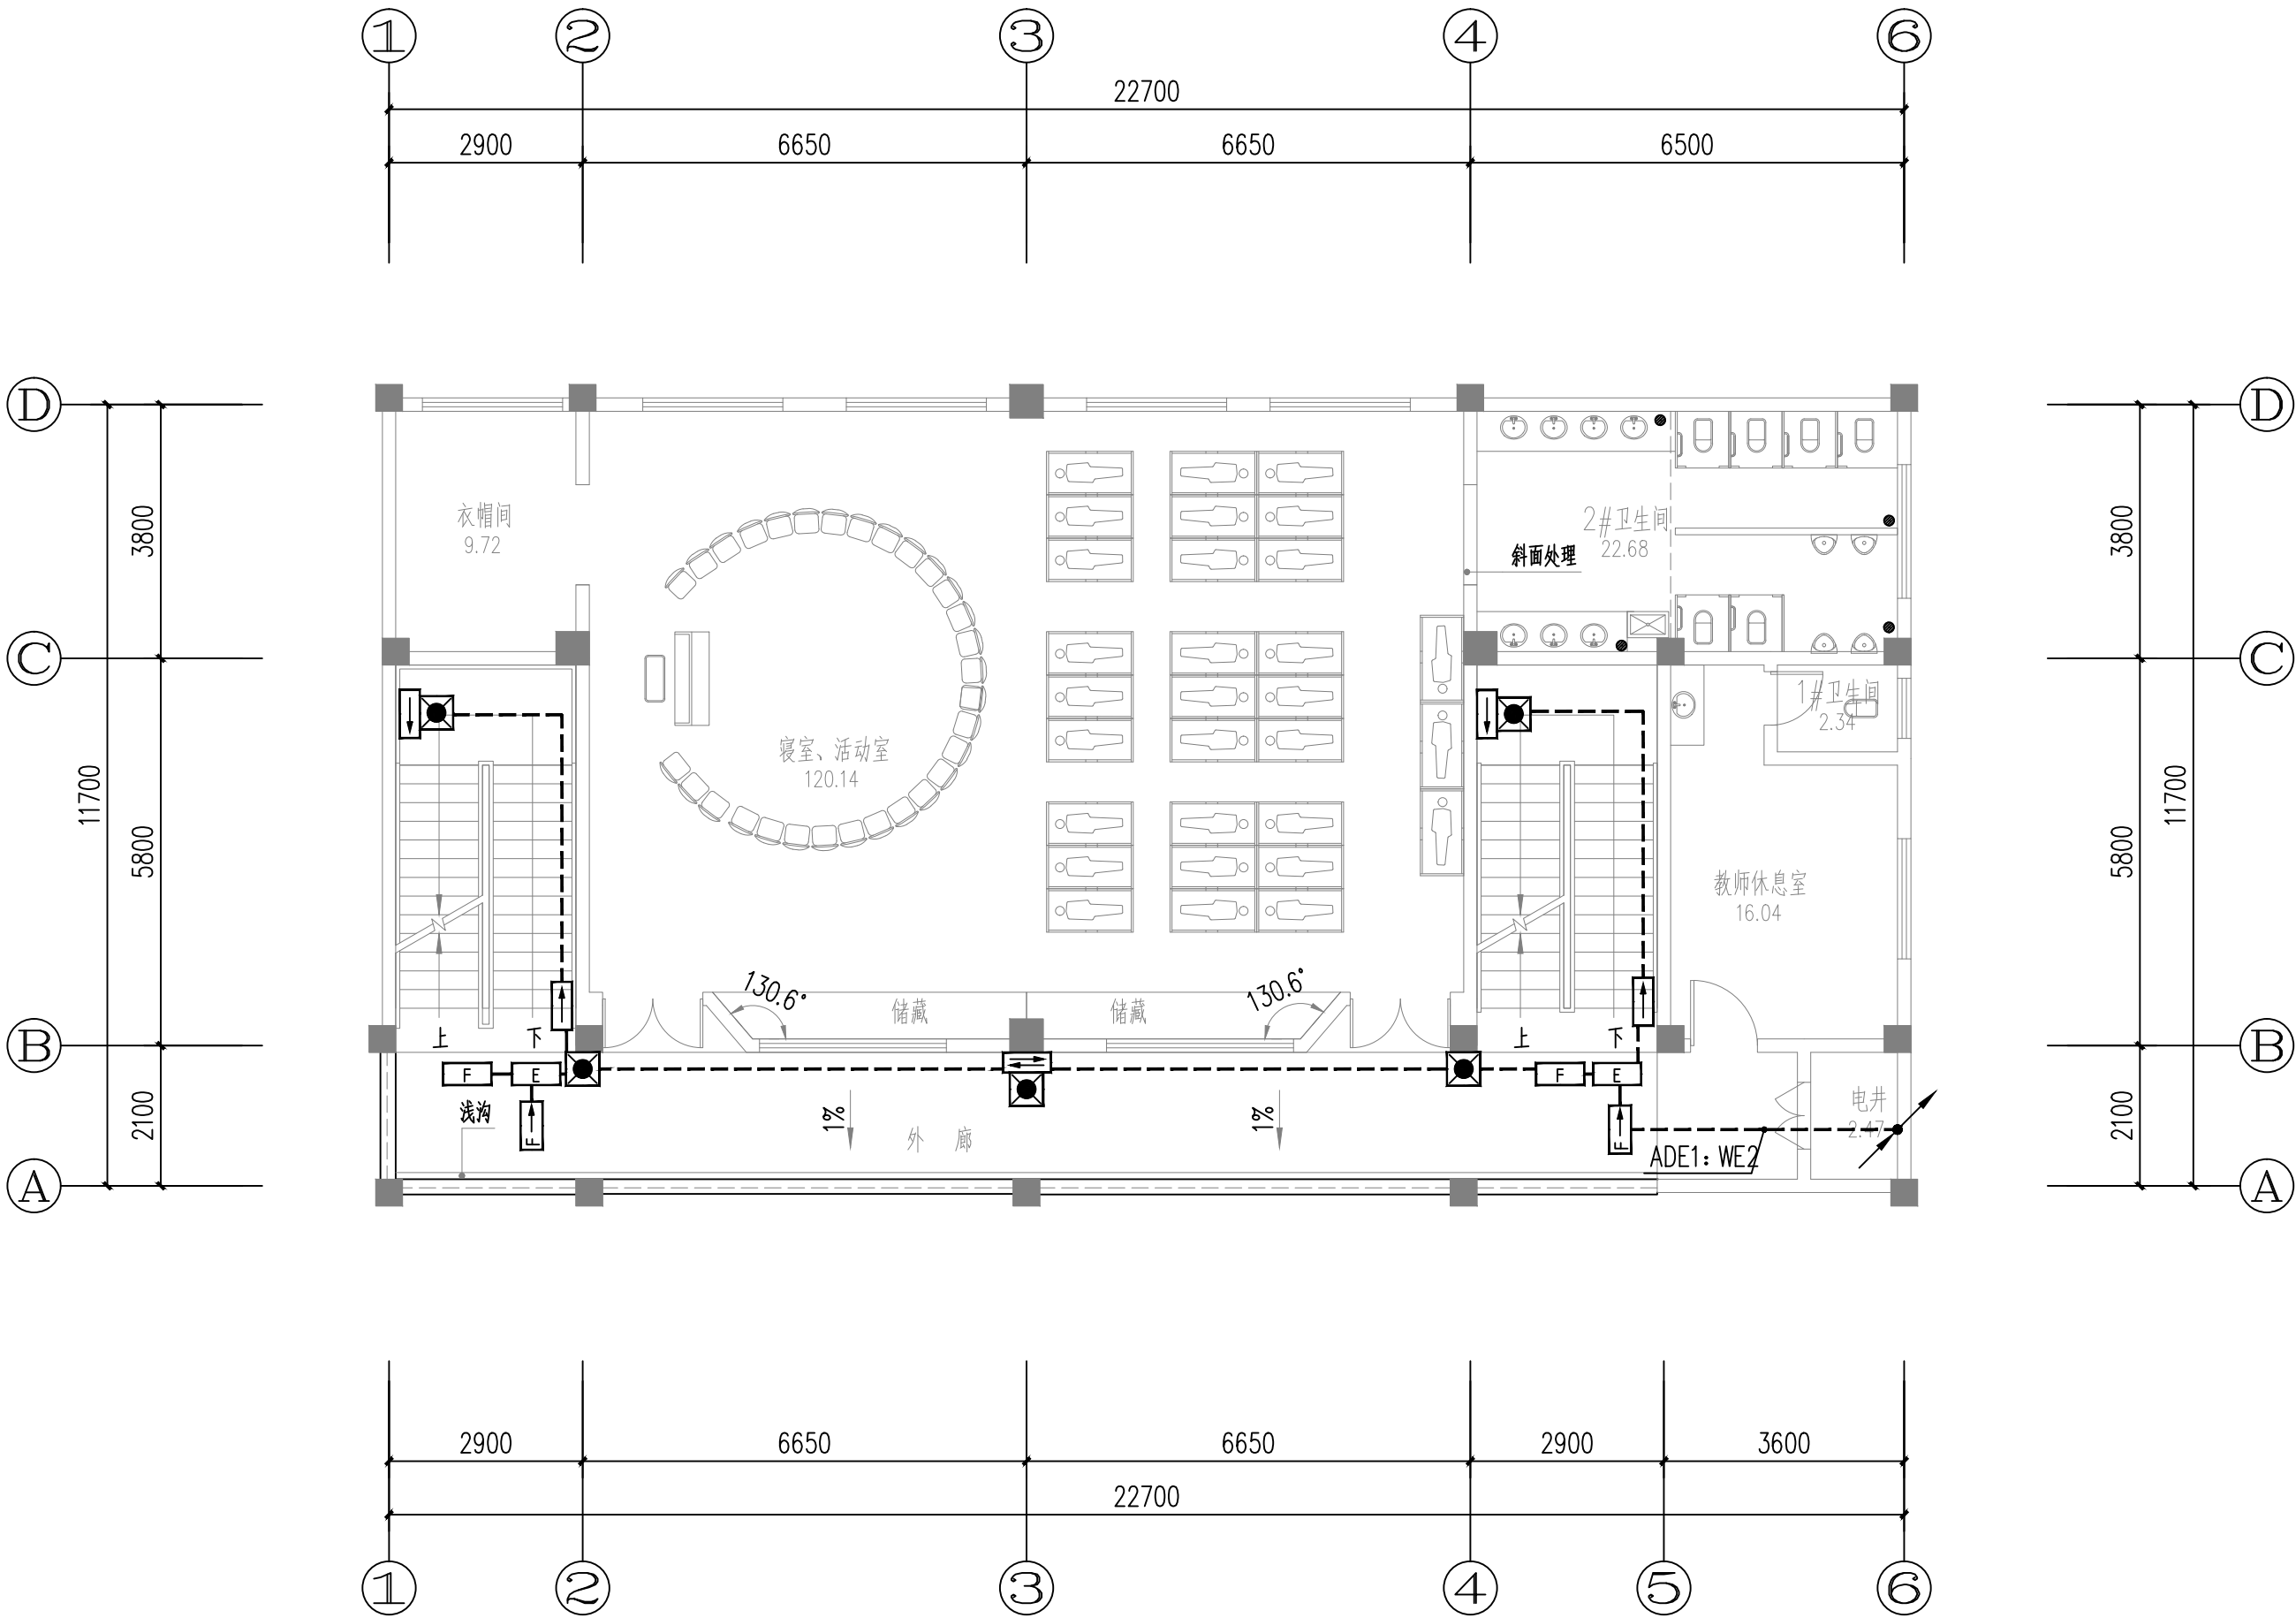 1 2 3 4 6
22700
2900 6650 6650 6500
D D
3800 3800
衣帽间
9.72
2#卫生间
22.68
斜面处理
C C
1#卫生间
2.34
寝室、活动室
120.14
11700 11700
5800 5800
教师休息室
16.04
130.6° 130.6°
储藏 储藏
上 下 上 下
B B
F E F E
浅沟
F F
1% 1%
外 廊
电井
2.47
2100 2100
ADE1: WE2
A A
2900 6650 6650 2900 3600
22700
1 2 3 4 5 6